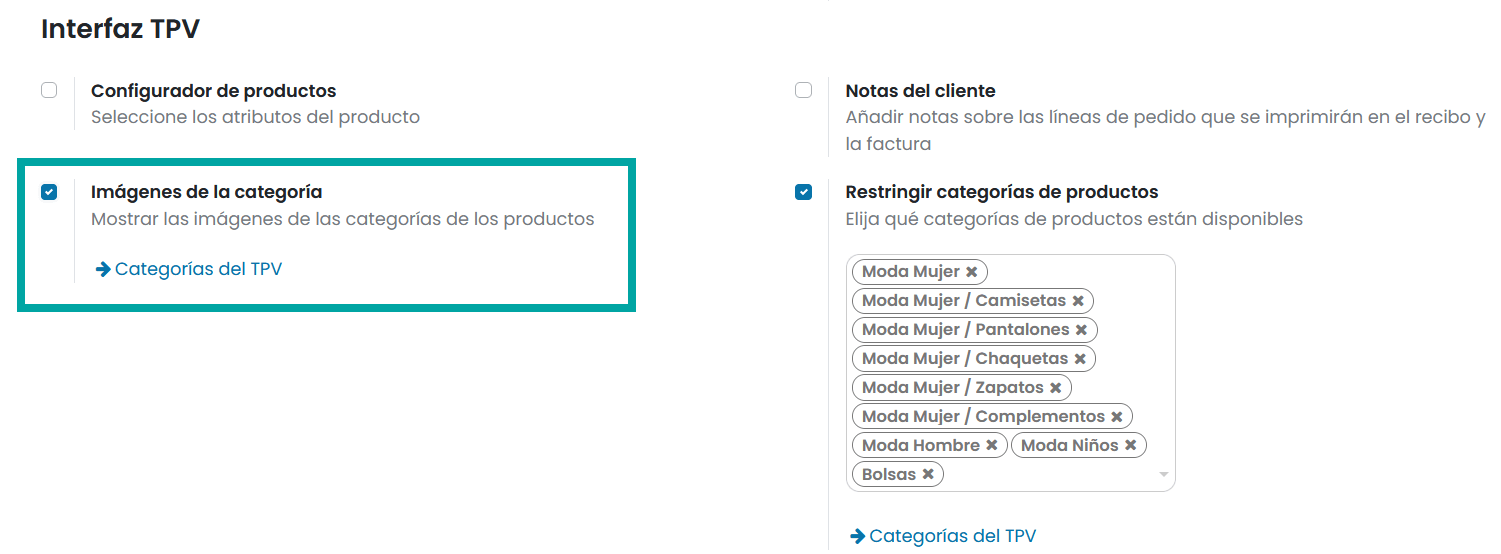 Interfaz TPV
Configurador de productos
Seleccione los atributos del producto
Notas del cliente
Añadir notas sobre las líneas de pedido que se imprimirán en el recibo y
la factura
Imágenes de la categoría
Mostrar las imágenes de las categorías de los productos
Categorías del TPV
Restringir categorías de productos
Elija qué categorías de productos están disponibles
Moda Mujer
Moda Mujer / Camisetas
Moda Mujer / Pantalones
Moda Mujer / Chaquetas
Moda Mujer / Zapatos
Moda Mujer / Complementos
Moda Hombre Moda Niños
Bolsas
Categorías del TPV